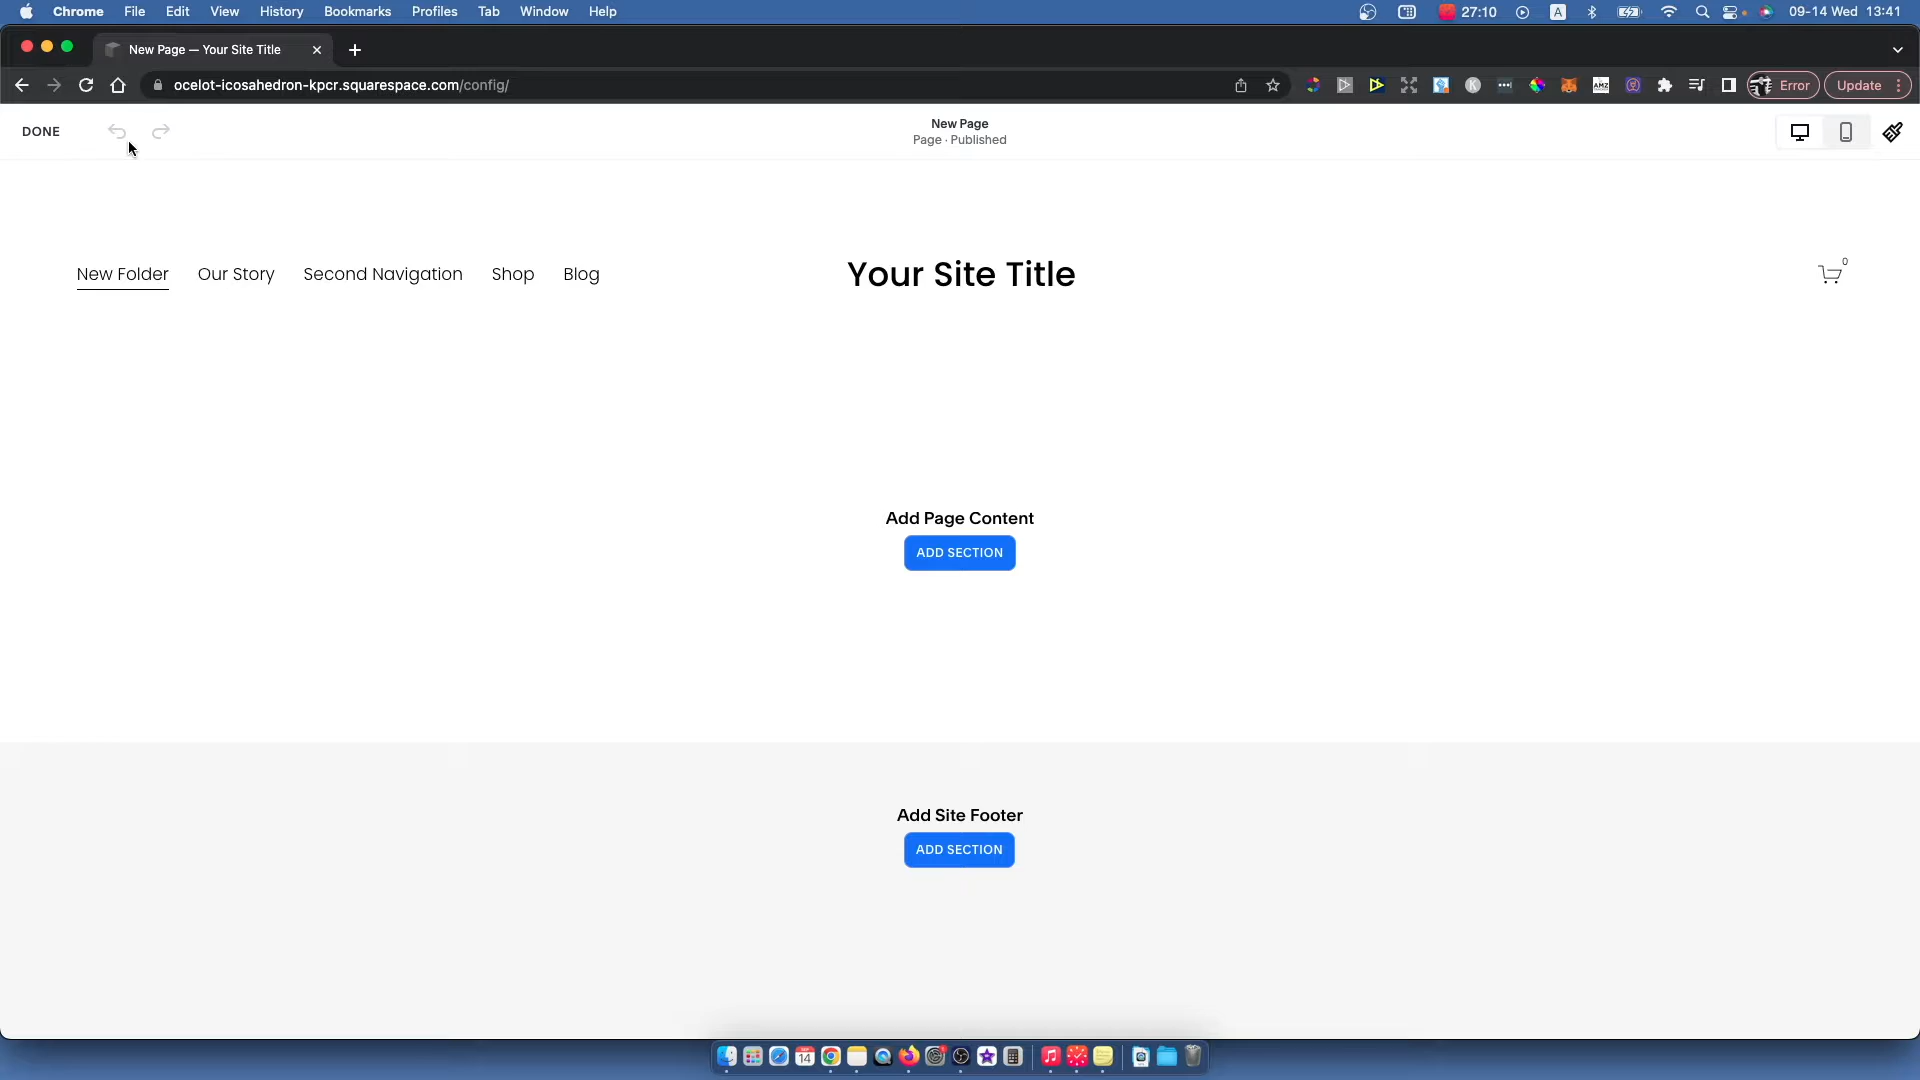 Chrome File Edit View History Bookmarks Profiles Tab Window Help 27:10 A 09-14 Wed 13:41
New Page — Your Site Title
ocelot-icosahedron-kpcr.squarespace.com/config/ K AMZ Error Update
DONE
New Page
Page · Published
New Folder Our Story Second Navigation Shop Blog Your Site Title 0
Add Page Content
ADD SECTION
Add Site Footer
ADD SECTION
14